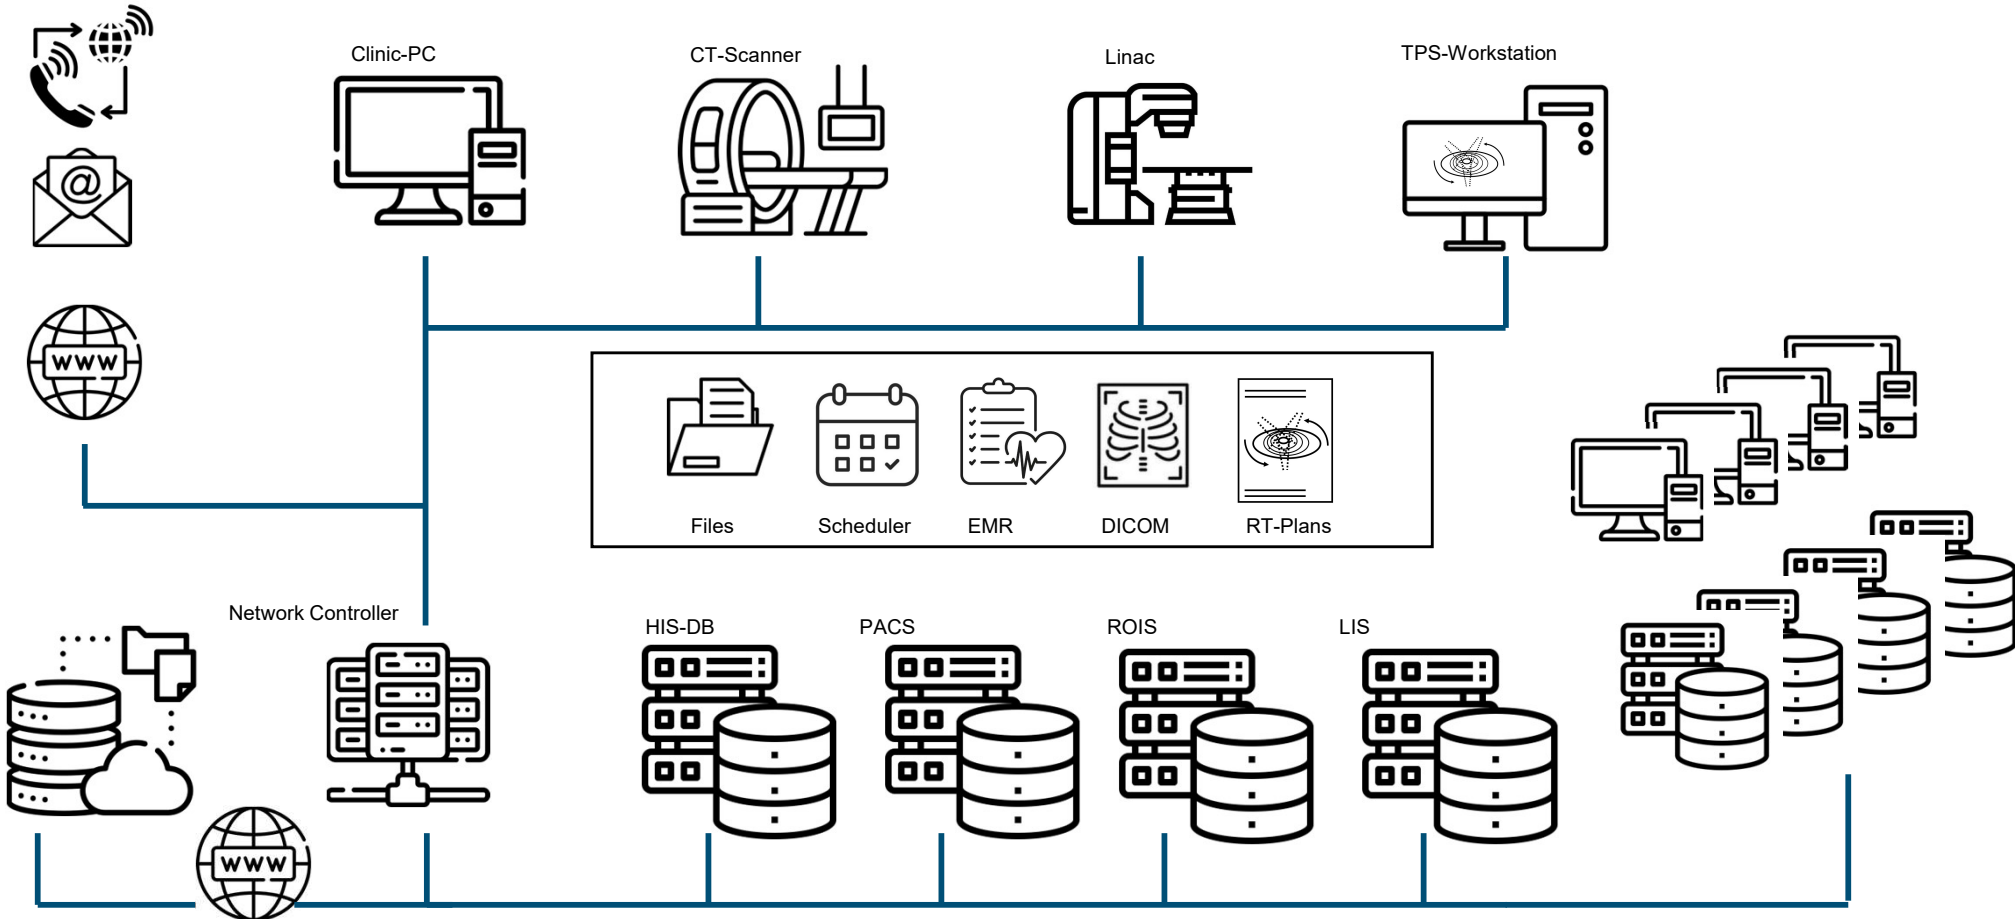 Clinic-PC
CT-Scanner
Linac
TPS-Workstation
@
WWW
Files
Scheduler
EMR
DICOM
RT-Plans
Network Controller
HIS-DB
PACS
ROIS
LIS
WWW